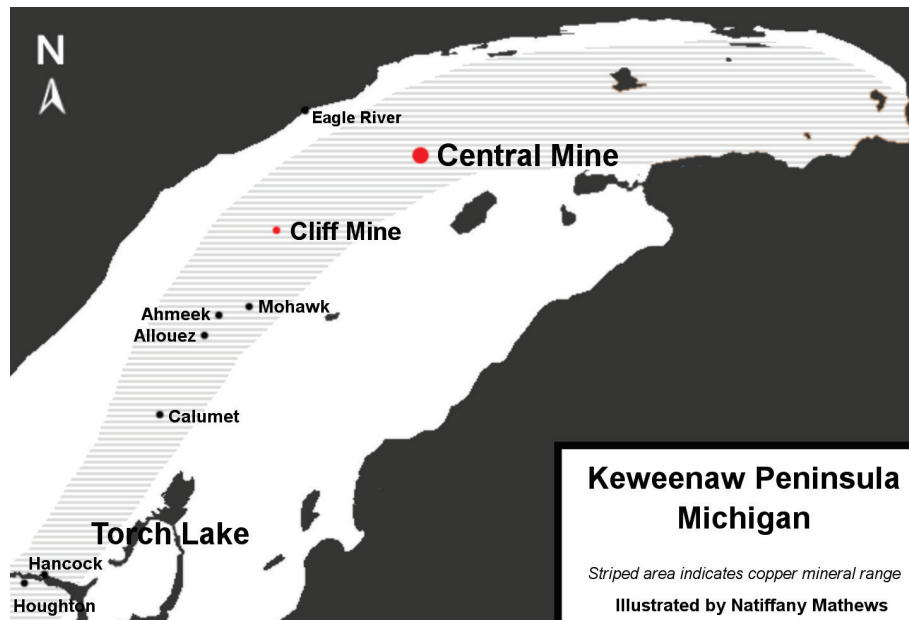 N
Eagle River
Central Mine
Cliff Mine
Mohawk
Ahmeek
Allouez
Calumet
Torch Lake
Hancock
Houghton
Keweenaw Peninsula
Michigan
Striped area indicates copper mineral range
Illustrated by Natiffany Mathews